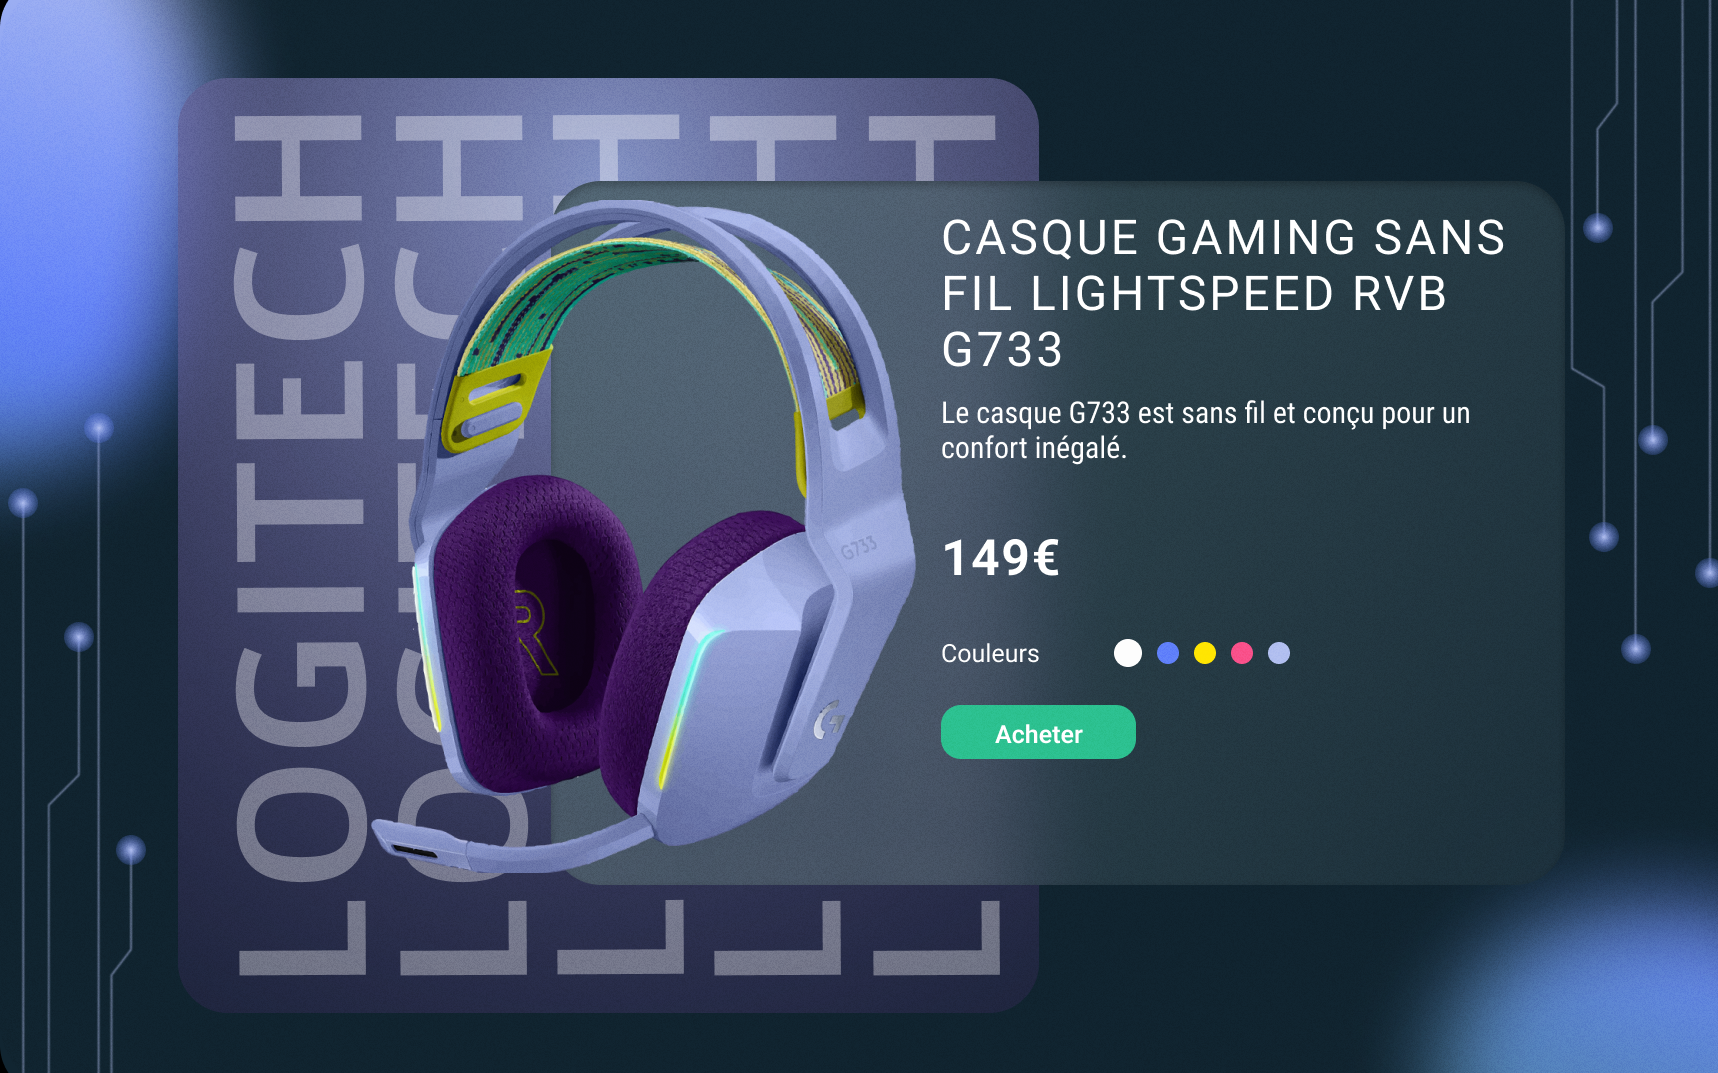 LOGITECH
LOGITECH
CASQUE GAMING SANS
FIL LIGHTSPEED RVB
G733
Le casque G733 est sans fil et conçu pour un
confort inégalé.
149€
Couleurs
Acheter
G733
R
G